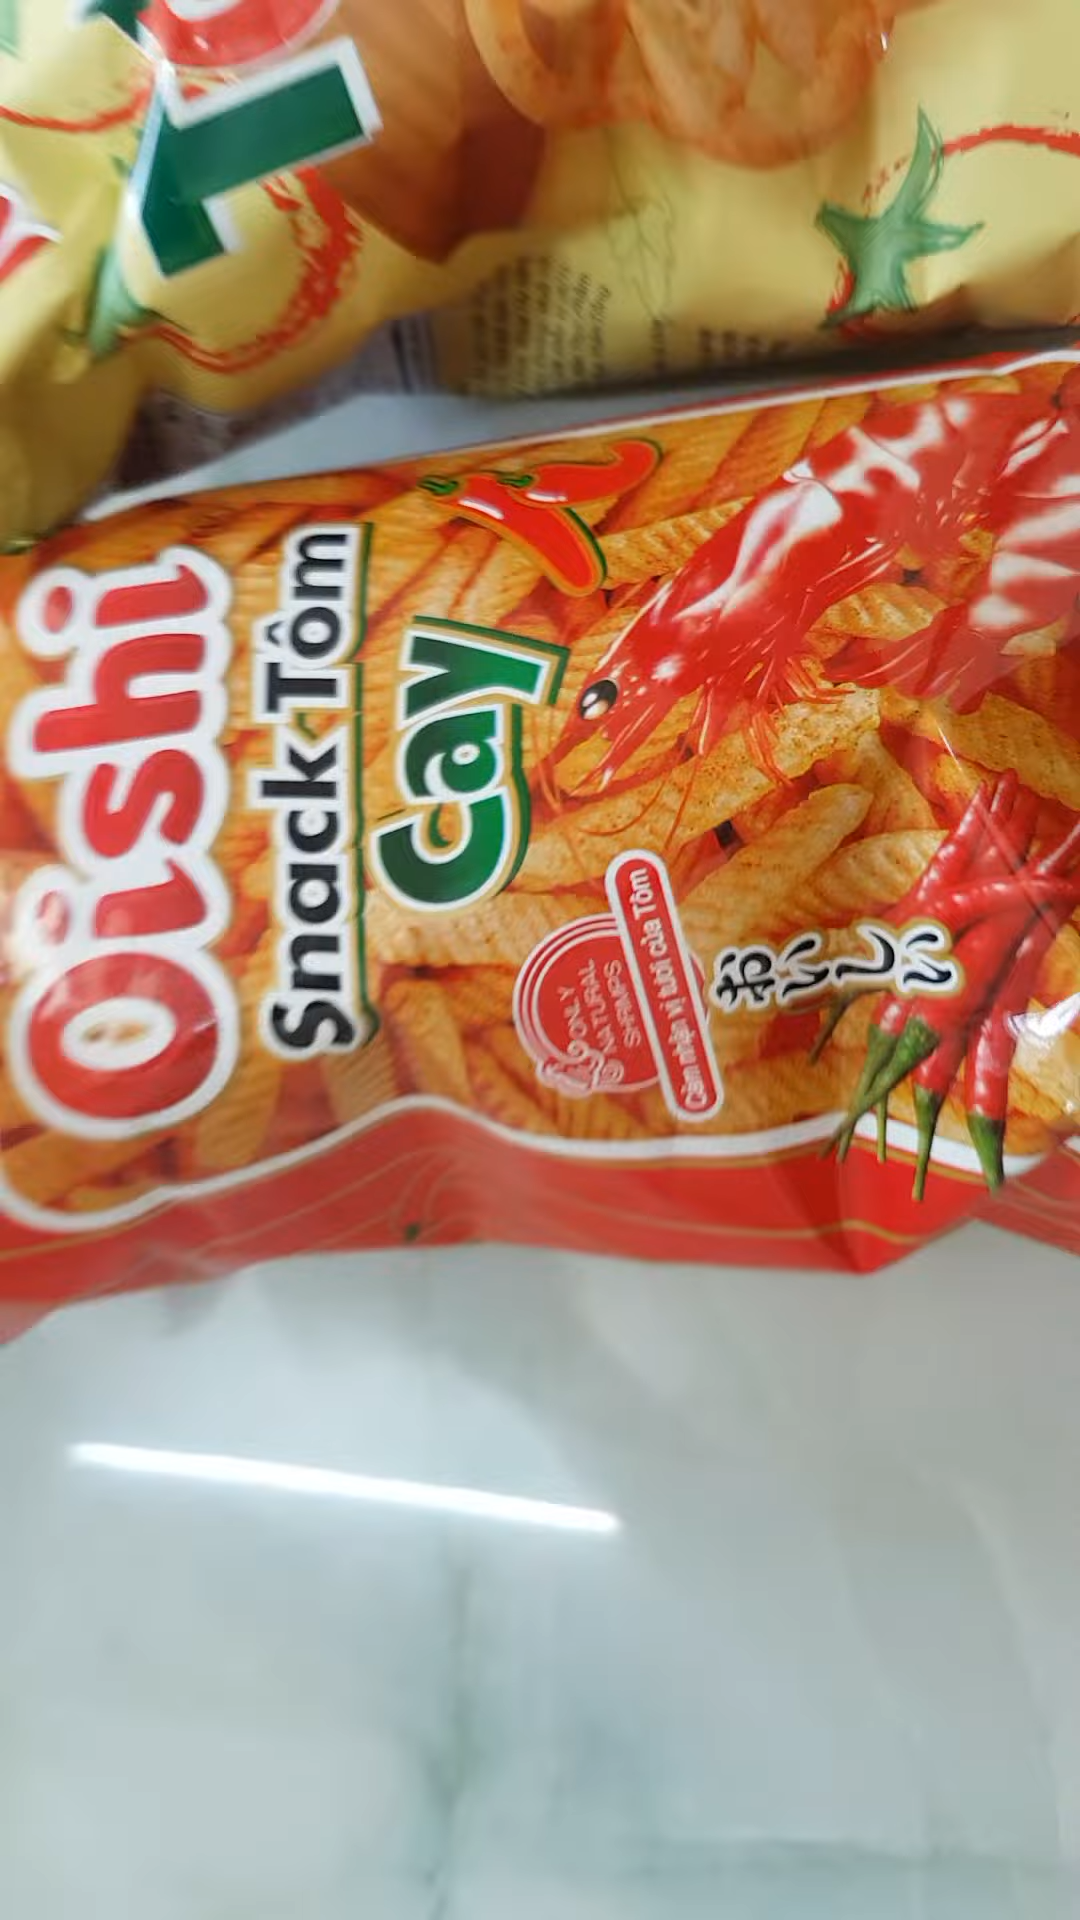 Oishi
Snack Tôm
Cay
ONLY
NATURAL
SHRIMPS
Cảm nhận vị tươi của Tôm
おいしい